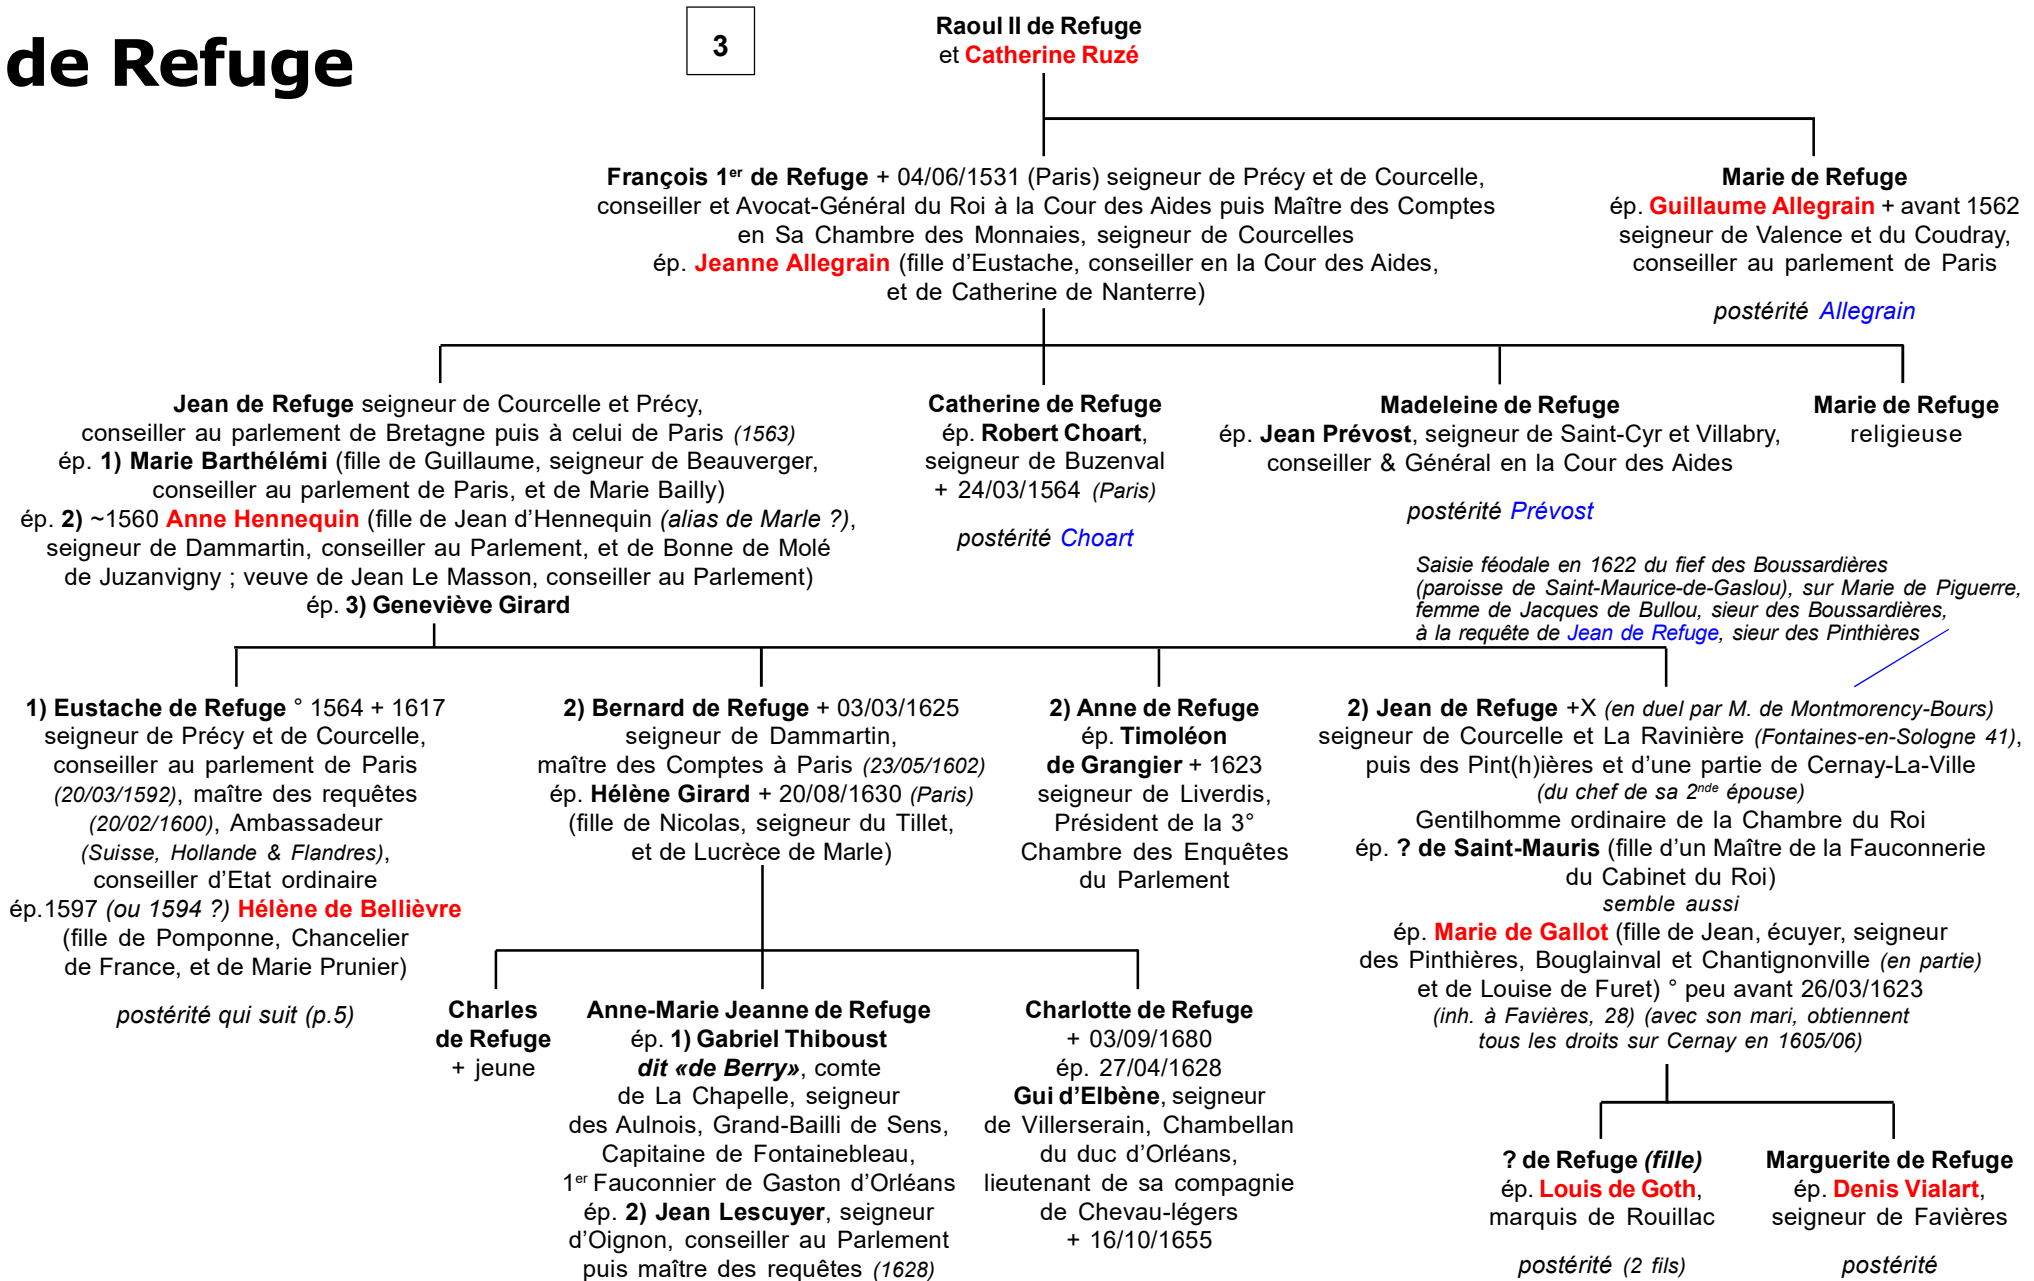 de Refuge
3
Raoul II de Refuge
et Catherine Ruzé
François 1er de Refuge + 04/06/1531 (Paris) seigneur de Précy et de Courcelle,
conseiller et Avocat-Général du Roi à la Cour des Aides puis Maître des Comptes
en Sa Chambre des Monnaies, seigneur de Courcelles
ép. Jeanne Allegrain (fille d'Eustache, conseiller en la Cour des Aides,
et de Catherine de Nanterre)
Marie de Refuge
ép. Guillaume Allegrain + avant 1562
seigneur de Valence et du Coudray,
conseiller au parlement de Paris
postérité Allegrain
Jean de Refuge seigneur de Courcelle et Précy,
conseiller au parlement de Bretagne puis à celui de Paris (1563)
ép. 1) Marie Barthélémi (fille de Guillaume, seigneur de Beauverger,
conseiller au parlement de Paris, et de Marie Bailly)
ép. 2) ~1560 Anne Hennequin (fille de Jean d'Hennequin (alias de Marle ?),
seigneur de Dammartin, conseiller au Parlement, et de Bonne de Molé
de Juzanvigny ; veuve de Jean Le Masson, conseiller au Parlement)
ép. 3) Geneviève Girard
Catherine de Refuge
ép. Robert Choart,
seigneur de Buzenval
+ 24/03/1564 (Paris)
postérité Choart
Madeleine de Refuge
ép. Jean Prévost, seigneur de Saint-Cyr et Villabry,
conseiller & Général en la Cour des Aides
postérité Prévost
Marie de Refuge
religieuse
Saisie féodale en 1622 du fief des Boussardières
(paroisse de Saint-Maurice-de-Gaslou), sur Marie de Piguerre,
femme de Jacques de Bullou, sieur des Boussardières,
à la requête de Jean de Refuge, sieur des Pinthières
1) Eustache de Refuge ° 1564 + 1617
seigneur de Précy et de Courcelle,
conseiller au parlement de Paris
(20/03/1592), maître des requêtes
(20/02/1600), Ambassadeur
(Suisse, Hollande & Flandres),
conseiller d'Etat ordinaire
ép.1597 (ou 1594 ?) Hélène de Bellièvre
(fille de Pomponne, Chancelier
de France, et de Marie Prunier)
postérité qui suit (p.5)
2) Bernard de Refuge + 03/03/1625
seigneur de Dammartin,
maître des Comptes à Paris (23/05/1602)
ép. Hélène Girard + 20/08/1630 (Paris)
(fille de Nicolas, seigneur du Tillet,
et de Lucrèce de Marle)
2) Anne de Refuge
ép. Timoléon
de Grangier + 1623
seigneur de Liverdis,
Président de la 3°
Chambre des Enquêtes
du Parlement
2) Jean de Refuge +X (en duel par M. de Montmorency-Bours)
seigneur de Courcelle et La Ravinière (Fontaines-en-Sologne 41),
puis des Pint(h)ières et d'une partie de Cernay-La-Ville
(du chef de sa 2nde épouse)
Gentilhomme ordinaire de la Chambre du Roi
ép. ? de Saint-Mauris (fille d'un Maître de la Fauconnerie
du Cabinet du Roi)
semble aussi
ép. Marie de Gallot (fille de Jean, écuyer, seigneur
des Pinthières, Bouglainval et Chantignonville (en partie)
et de Louise de Furet) ° peu avant 26/03/1623
(inh. à Favières, 28) (avec son mari, obtiennent
tous les droits sur Cernay en 1605/06)
Charles
de Refuge
+ jeune
Anne-Marie Jeanne de Refuge
ép. 1) Gabriel Thiboust
dit «de Berry», comte
de La Chapelle, seigneur
des Aulnois, Grand-Bailli de Sens,
Capitaine de Fontainebleau,
1er Fauconnier de Gaston d'Orléans
ép. 2) Jean Lescuyer, seigneur
d'Oignon, conseiller au Parlement
puis maître des requêtes (1628)
Charlotte de Refuge
+ 03/09/1680
ép. 27/04/1628
Gui d'Elbène, seigneur
de Villerserain, Chambellan
du duc d'Orléans,
lieutenant de sa compagnie
de Chevau-légers
+ 16/10/1655
? de Refuge (fille)
ép. Louis de Goth,
marquis de Rouillac
postérité (2 fils)
Marguerite de Refuge
ép. Denis Vialart,
seigneur de Favières
postérité